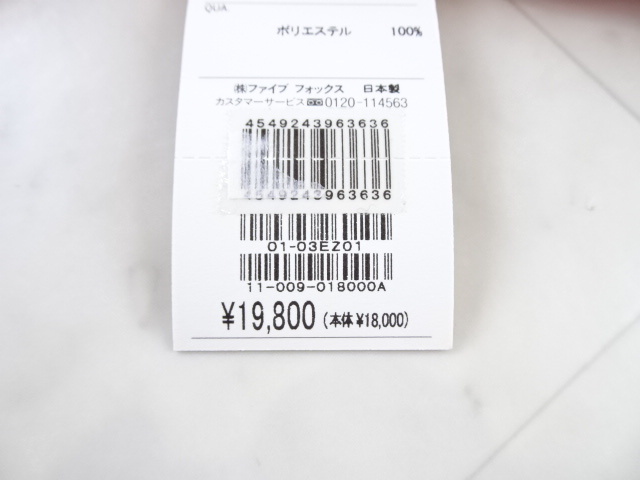 QUA.
ポリエステル 100%
㈱ファイブ フォックス 日本製
カスタマーサービス 0120-114563
4549243963636
4549243963636
01-03EZ01
11-009-018000A
¥19,800 (本体 ¥18,000)